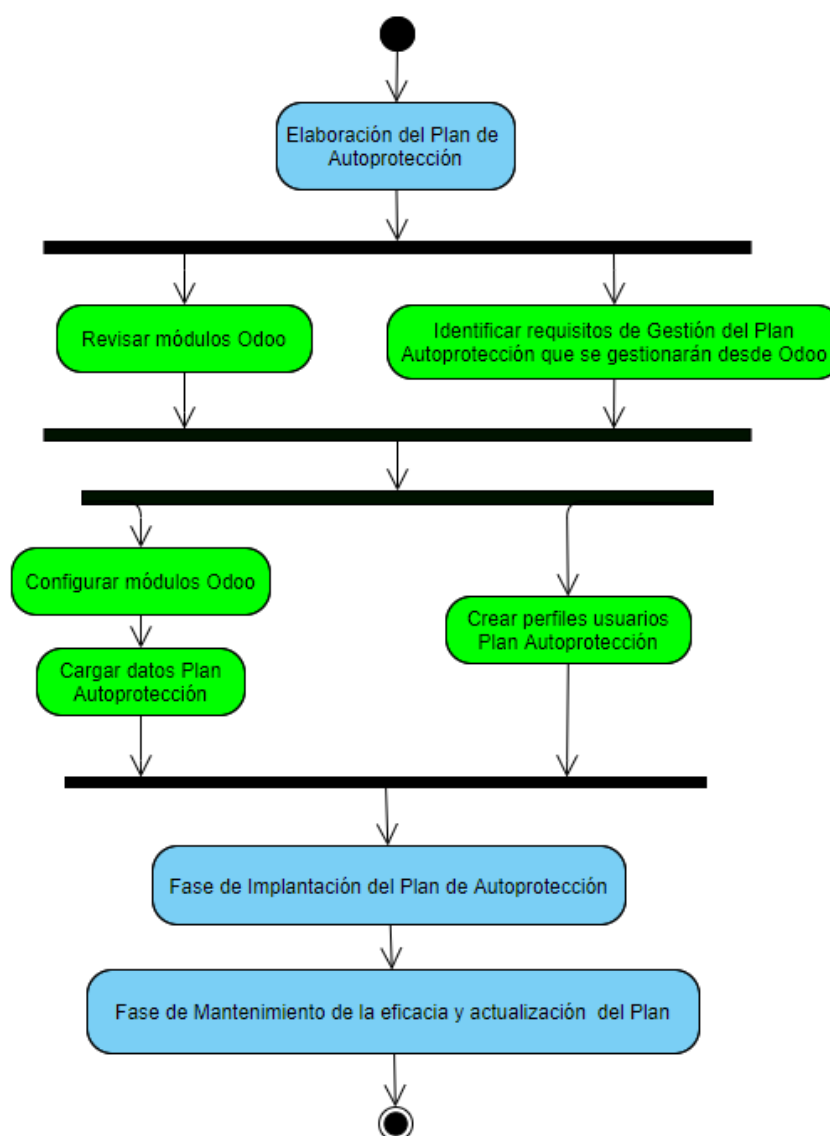 Elaboración del Plan de
Autoprotección
Revisar módulos Odoo
Identificar requisitos de Gestión del Plan
Autoprotección que se gestionarán desde Odoo
Configurar módulos Odoo
Crear perfiles usuarios
Plan Autoprotección
Cargar datos Plan
Autoprotección
Fase de Implantación del Plan de Autoprotección
Fase de Mantenimiento de la eficacia y actualización  del Plan